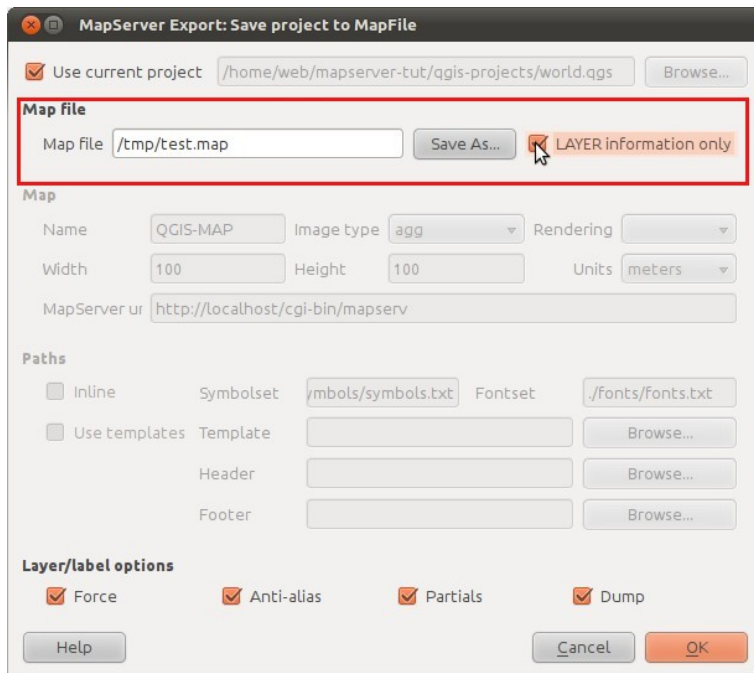 MapServer Export: Save project to MapFile
Use current project /home/web/mapserver-tut/qgis-projects/world.qgs Browse...
Map file
Map file /tmp/test.map Save As... LAYER information only
Map
Name QGIS-MAP Image type agg Rendering
Width 100 Height 100 Units meters
MapServer ur http://localhost/cgi-bin/mapserv
Paths
Inline Symbolset ymbols/symbols.txt Fontset ./fonts/fonts.txt
Use templates Template Browse...
Header Browse...
Footer Browse...
Layer/label options
Force Anti-alias Partials Dump
Help Cancel OK